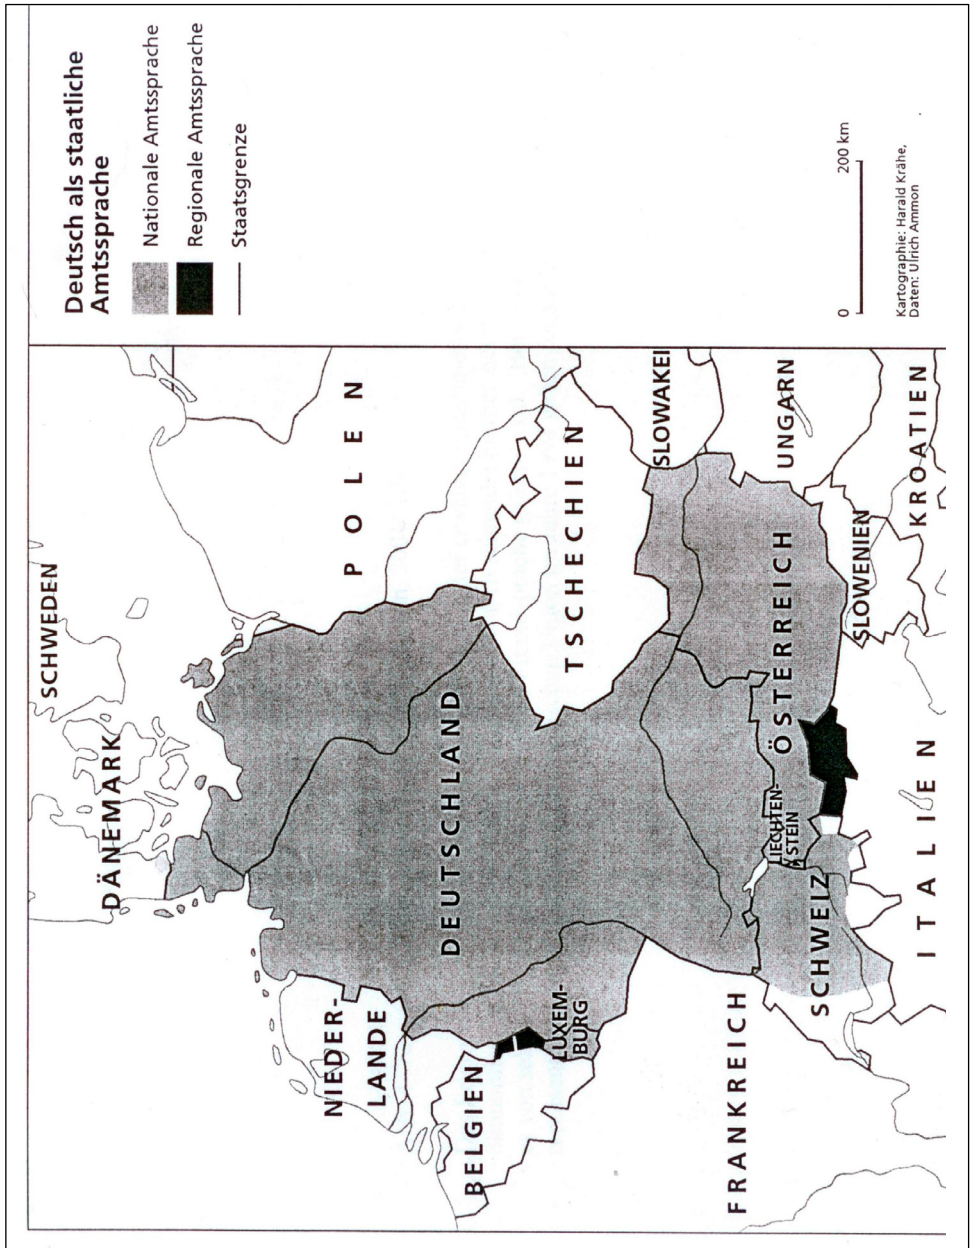 Deutsch als staatliche
Amtssprache
Nationale Amtssprache
Regionale Amtssprache
Staatsgrenze
0 200 km
Kartographie: Harald Krähe,
Daten: Ulrich Ammon
SCHWEDEN
DÄNEMARK
POLEN
NIEDER-
LANDE
DEUTSCHLAND
BELGIEN
LUXEM-
BURG
TSCHECHIEN
SLOWAKEI
FRANKREICH
LIECHTEN-
STEIN
ÖSTERREICH
UNGARN
SCHWEIZ
SLOWENIEN
KROATIEN
ITALIEN